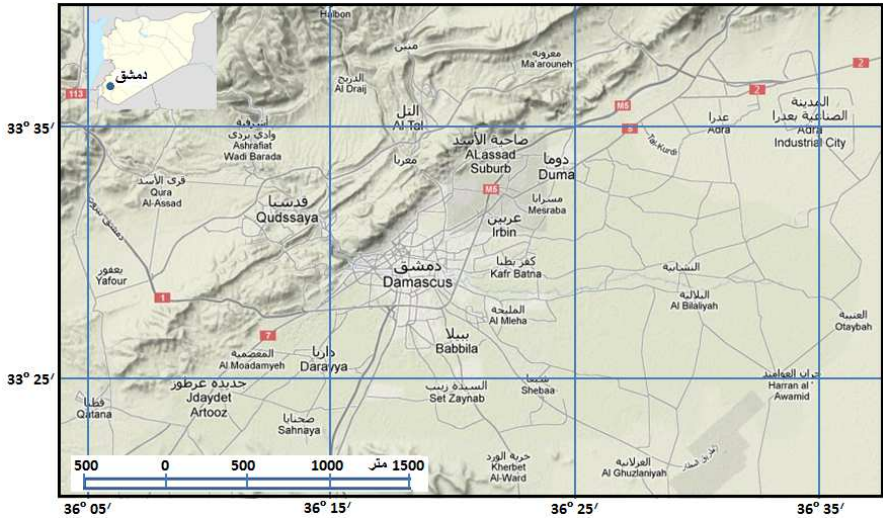 دمشق
Halbon
منين
معرونه
Ma'arouneh
113
2
2
الدريج
Al Draij
M5
المدينة
الصناعية بعدرا
Adra
Industrial City
33° 35/
أشرفية
وادي بردى
Ashrafiat
Wadi Barada
التل
Al Tal
عدرا
Adra
ضاحية الأسد
ALassad
Suburb
Tal-Kurdi
معربا
دوما
Duma
قرى الأسد
Qura
Al-Assad
M5
قدسيا
Qudssaya
مسرابا
Mesraba
عربين
Irbin
دمشق
Damascus
كفر بطنا
Kafr Batna
النشابية
يعفور
Yafour
1
البلالية
Al Bilaliyah
المليحة
Al Mleha
العتيبة
Otaybah
7
ببيلا
Babbila
المعضمية
Al Moadamyeh
داريا
Darayya
33° 25/
جديدة عرطوز
Jdaydet
Artooz
السيدة زينب
Set Zaynab
Shebaa
حران العواميد
Harran al'
Awamid
قطنا
Qatana
صحنايا
Sahnaya
خربة الورد
Kherbet
Al-Ward
الغزلانية
Al Ghuzlaniyah
500 0 500 1000 متر 1500
36° 05/ 36° 15/ 36° 25/ 36° 35/